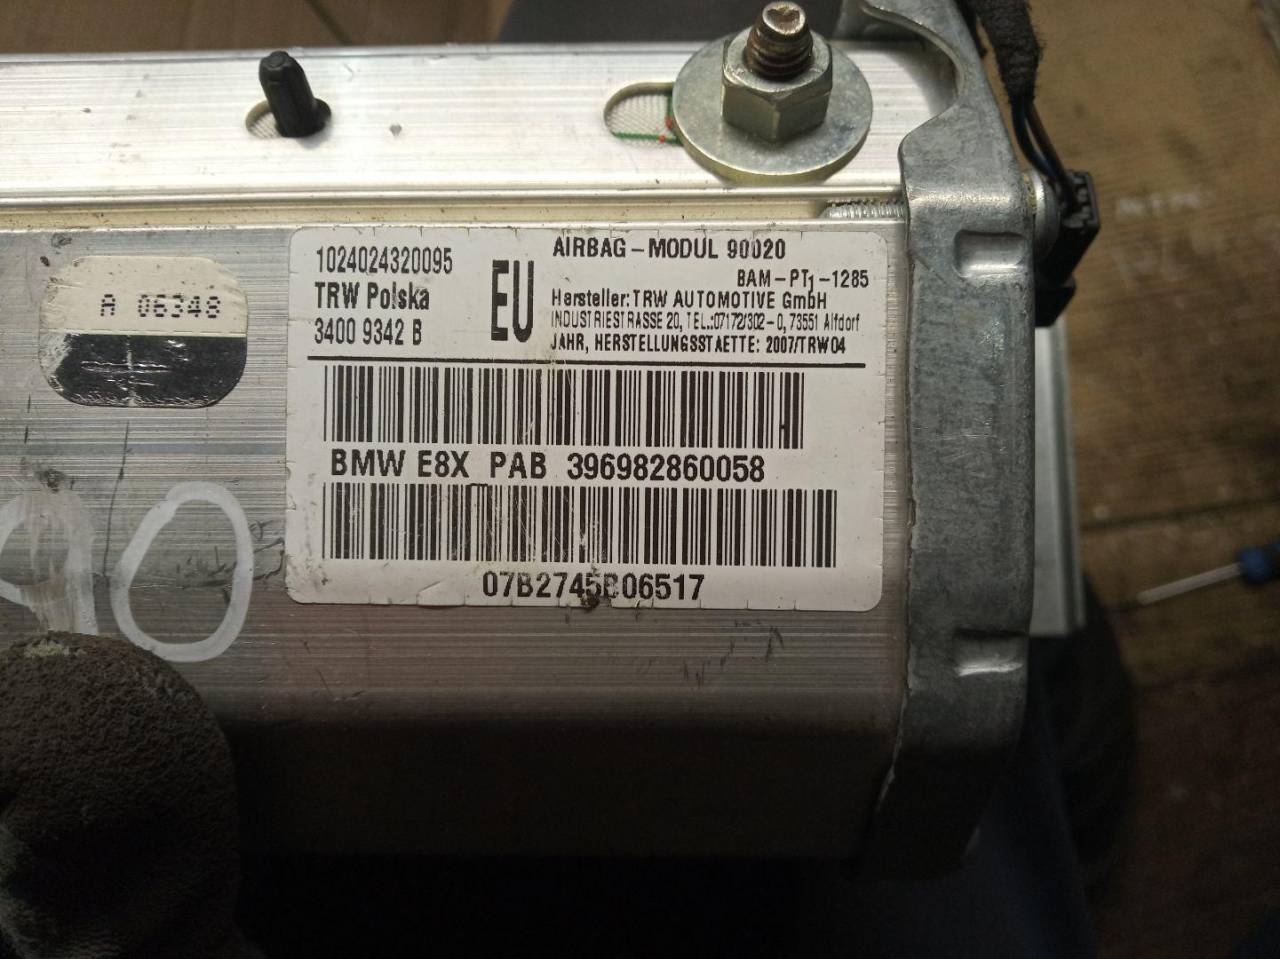 1024024320095
TRW Polska
3400 9342 B
EU
AIRBAG - MODUL 90020
BAM-PT1-1285
Hersteller: TRW AUTOMOTIVE GmbH
INDUSTRIESTRASSE 20, TEL.:07172/302-0, 73551 Alfdorf
JAHR, HERSTELLUNGSSTAETTE: 2007/TRW04
A 06348
BMW E8X PAB 396982860058
07B2745B06517